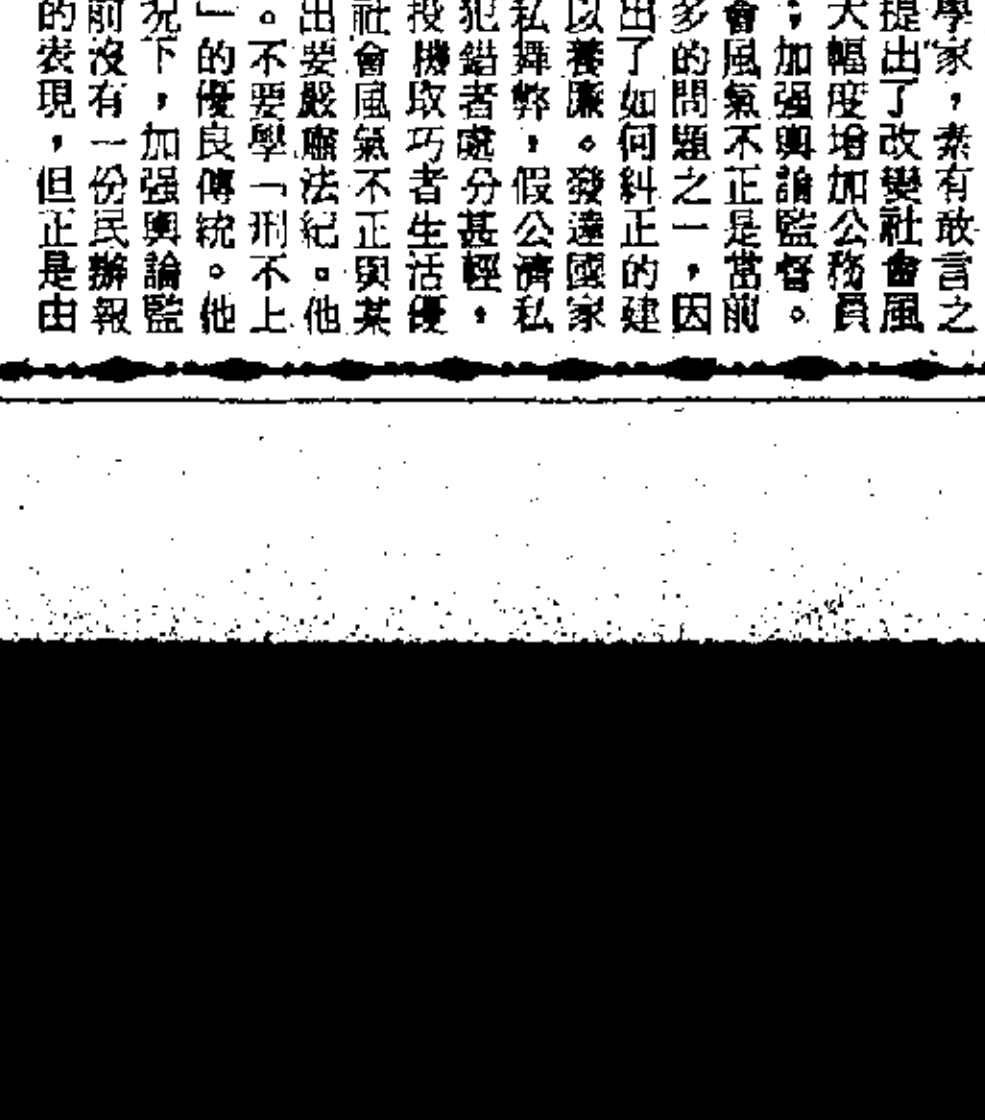 學家，素有敢言之
提出了改變社會風
大幅度增加公務員
；加强輿論監督。
會風氣不正是當前
多的問題之一，因
出了如何糾正的建
以養廉。發達國家
私舞弊，假公濟私
犯錯者處分甚輕，
投機取巧者生活優
社會風氣不正與某
出要嚴肅法紀。他
。不要學「刑不上
』的優良傳統。他
况下，加强輿論監
前沒有一份民辦報
的表現，但正是由